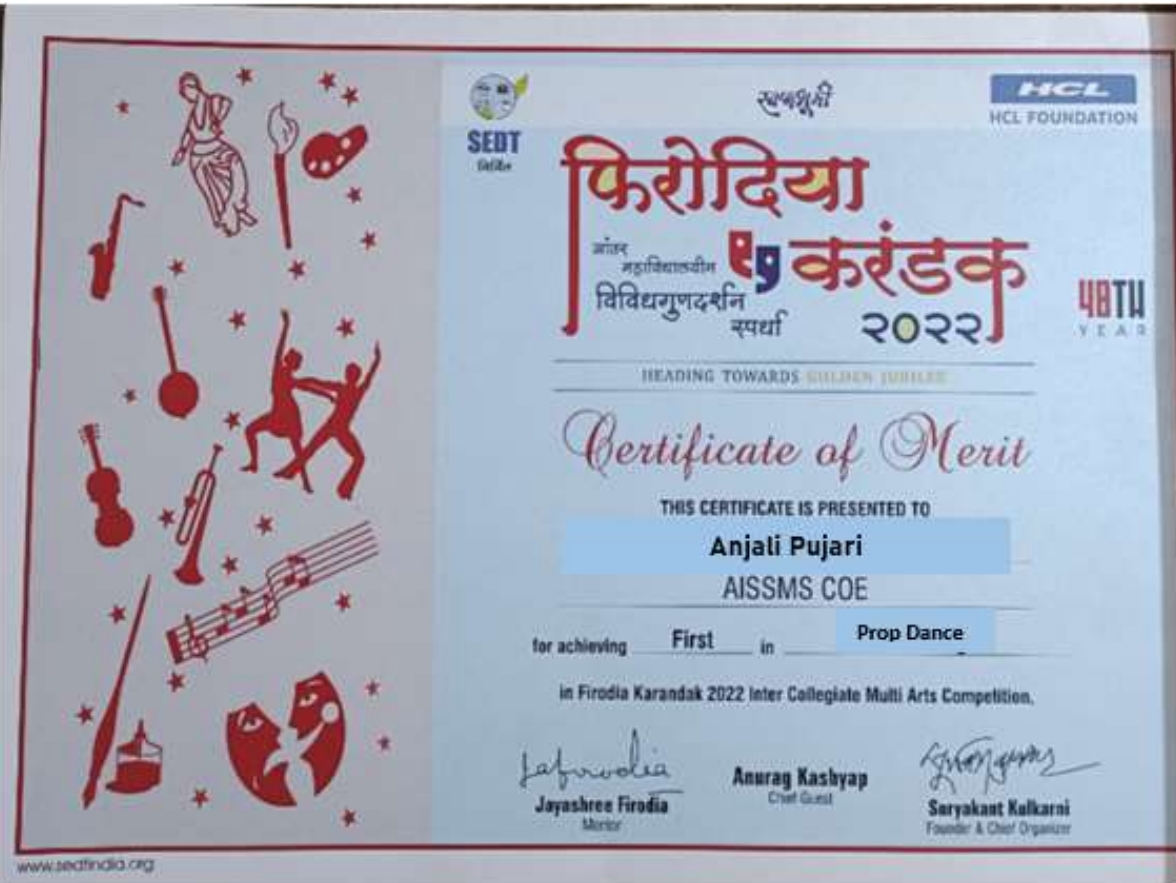 SEDT
निर्मित
स्वप्नभूमी
HCL
HCL FOUNDATION
फिरोदिया
आंतर
महाविद्यालयीन
करंडक
विविधगुणदर्शन
स्पर्धा
२०२२
48TH
YEAR
HEADING TOWARDS GOLDEN JUBILEE
Certificate of Merit
THIS CERTIFICATE IS PRESENTED TO
Anjali Pujari
AISSMS COE
for achieving First in Prop Dance
in Firodia Karandak 2022 Inter Collegiate Multi Arts Competition.
Jafirodia
Jayashree Firodia
Mentor
Anurag Kashyap
Chief Guest
Suryakant Kulkarni
Founder & Chief Organizer
www.sedtindia.org